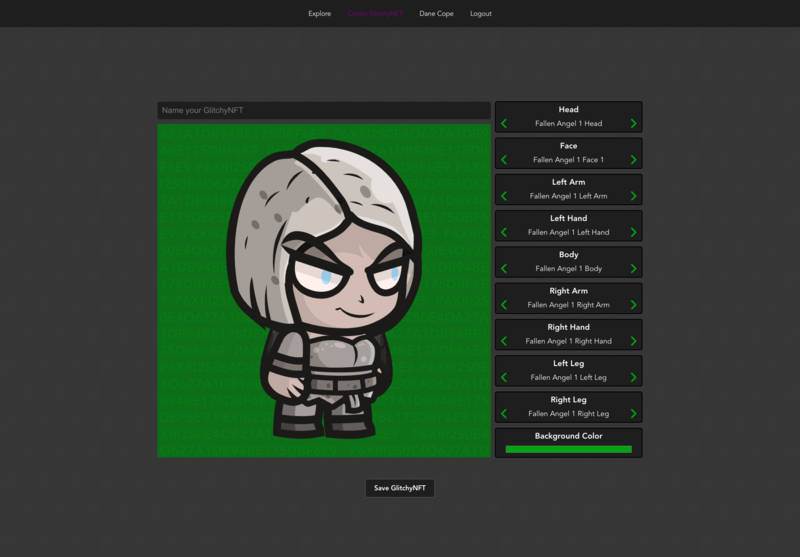 Explore Create GlitchyNFT Dane Cope Logout
Name your GlitchyNFT
Head
Fallen Angel 1 Head
Face
Fallen Angel 1 Face 1
Left Arm
Fallen Angel 1 Left Arm
Left Hand
Fallen Angel 1 Left Hand
Body
Fallen Angel 1 Body
Right Arm
Fallen Angel 1 Right Arm
Right Hand
Fallen Angel 1 Right Hand
Left Leg
Fallen Angel 1 Left Leg
Right Leg
Fallen Angel 1 Right Leg
Background Color
Save GlitchyNFT